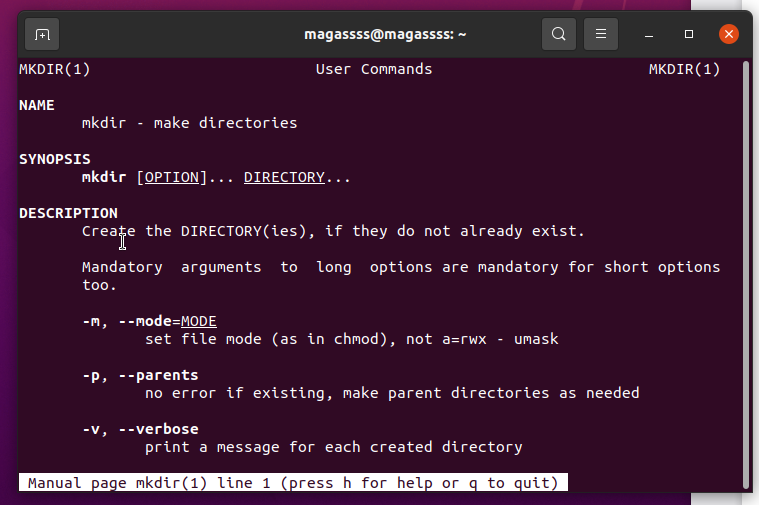 magassss@magassss: ~
MKDIR(1) User Commands MKDIR(1)
NAME
mkdir - make directories
SYNOPSIS
mkdir [OPTION]... DIRECTORY...
DESCRIPTION
Create the DIRECTORY(ies), if they do not already exist.
Mandatory arguments to long options are mandatory for short options
too.
-m, --mode=MODE
set file mode (as in chmod), not a=rwx - umask
-p, --parents
no error if existing, make parent directories as needed
-v, --verbose
print a message for each created directory
Manual page mkdir(1) line 1 (press h for help or q to quit)